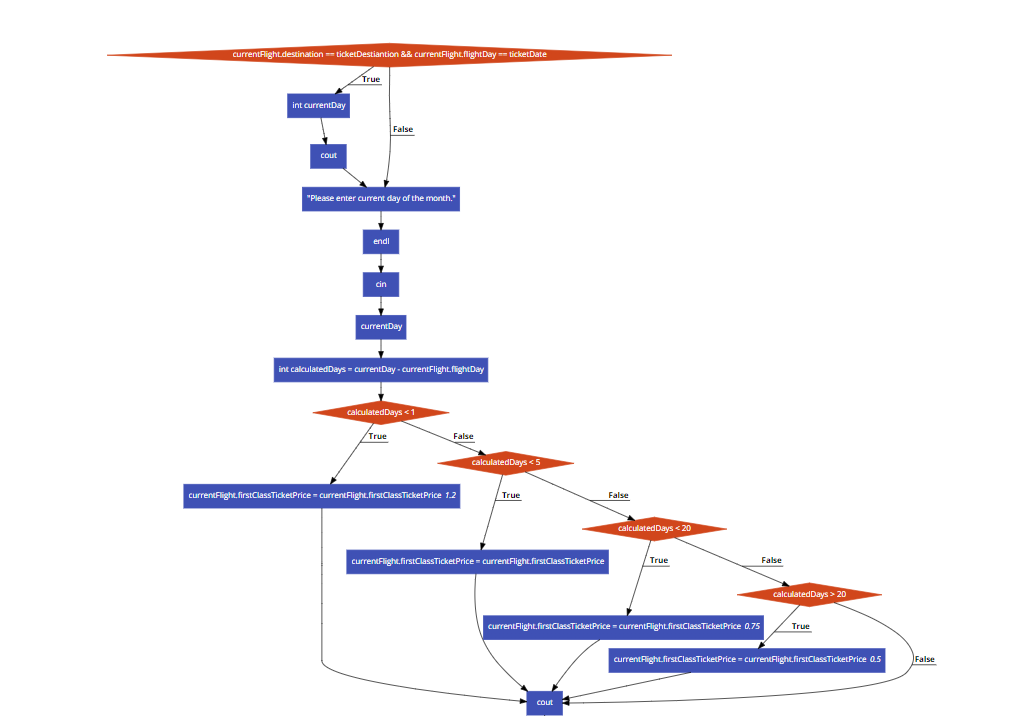 currentFlight.destination == ticketDestiantion && currentFlight.flightDay == ticketDate
True
int currentDay
False
cout
"Please enter current day of the month."
endl
cin
currentDay
int calculatedDays = currentDay - currentFlight.flightDay
calculatedDays < 1
True
False
calculatedDays < 5
currentFlight.firstClassTicketPrice = currentFlight.firstClassTicketPrice 1.2
True
False
calculatedDays < 20
currentFlight.firstClassTicketPrice = currentFlight.firstClassTicketPrice
True
False
calculatedDays > 20
currentFlight.firstClassTicketPrice = currentFlight.firstClassTicketPrice 0.75
True
currentFlight.firstClassTicketPrice = currentFlight.firstClassTicketPrice 0.5
False
cout